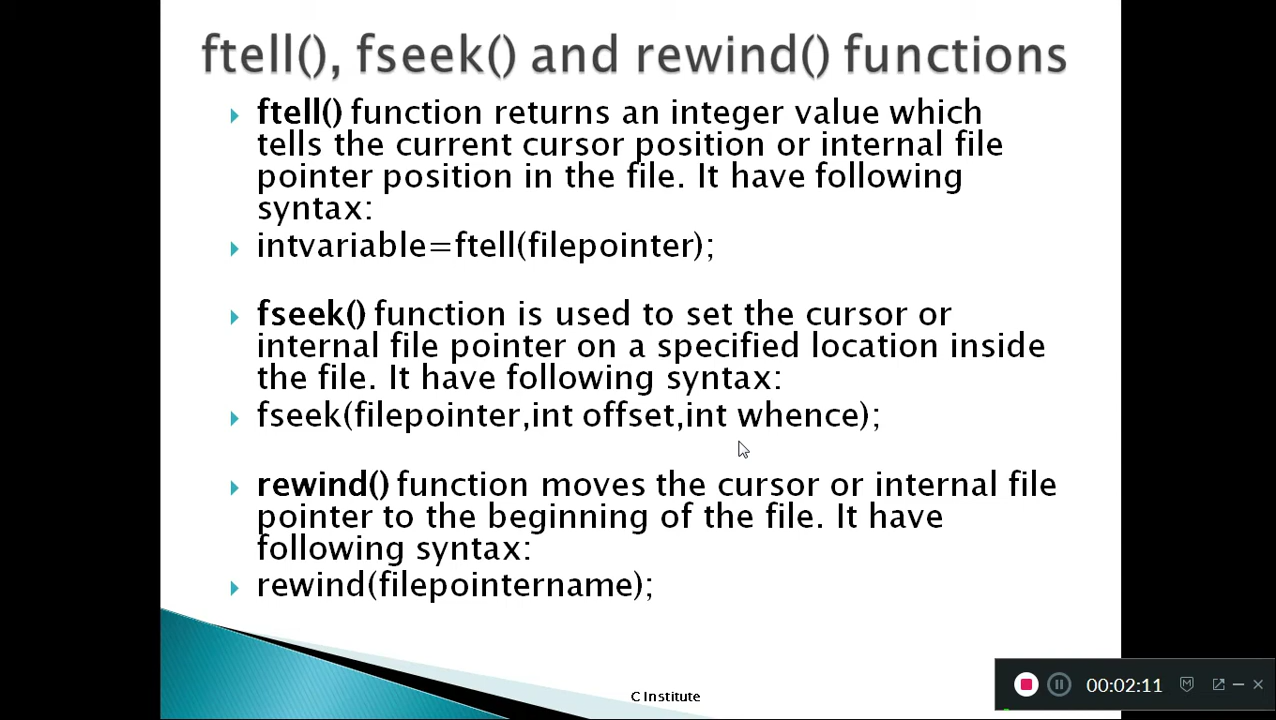 ftell(), fseek() and rewind() functions
ftell() function returns an integer value which
tells the current cursor position or internal file
pointer position in the file. It have following
syntax:
intvariable=ftell(filepointer);
fseek() function is used to set the cursor or
internal file pointer on a specified location inside
the file. It have following syntax:
fseek(filepointer,int offset,int whence);
rewind() function moves the cursor or internal file
pointer to the beginning of the file. It have
following syntax:
rewind(filepointername);
C Institute
00:02:11